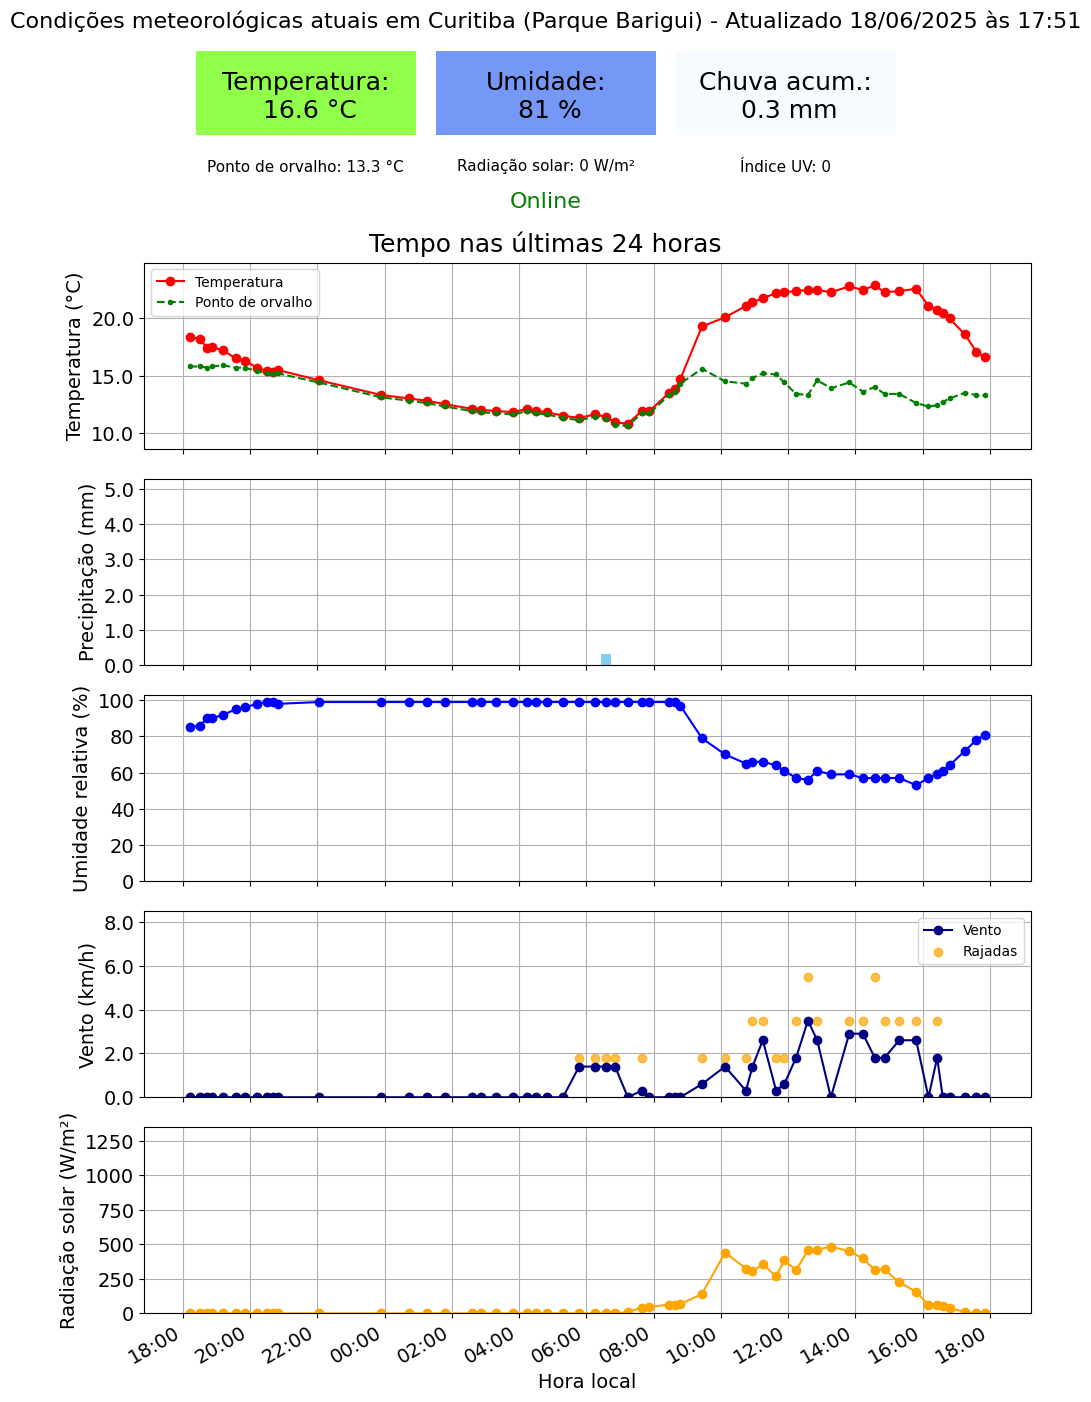 Condições meteorológicas atuais em Curitiba (Parque Barigui) - Atualizado 18/06/2025 às 17:51
Temperatura:
16.6 °C
Umidade:
81 %
Chuva acum.:
0.3 mm
Ponto de orvalho: 13.3 °C
Radiação solar: 0 W/m²
Índice UV: 0
Online
Tempo nas últimas 24 horas
Temperatura (°C)
20.0
15.0
10.0
Temperatura
Ponto de orvalho
Precipitação (mm)
5.0
4.0
3.0
2.0
1.0
0.0
Umidade relativa (%)
100
80
60
40
20
0
Vento (km/h)
8.0
6.0
4.0
2.0
0.0
Vento
Rajadas
Radiação solar (W/m²)
1250
1000
750
500
250
0
18:00
20:00
22:00
00:00
02:00
04:00
06:00
08:00
10:00
12:00
14:00
16:00
18:00
Hora local